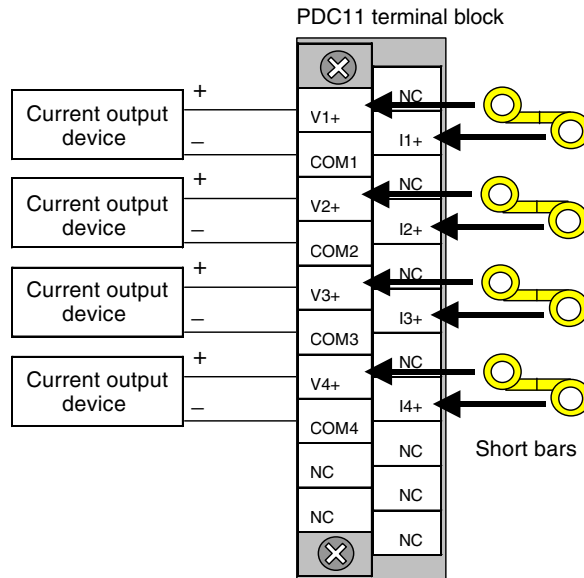 PDC11 terminal block
+
Current output
device
–
V1+
COM1
NC
I1+
+
Current output
device
–
V2+
COM2
NC
I2+
+
Current output
device
–
V3+
COM3
NC
I3+
+
Current output
device
–
V4+
COM4
NC
I4+
NC
NC
NC
NC
NC
Short bars